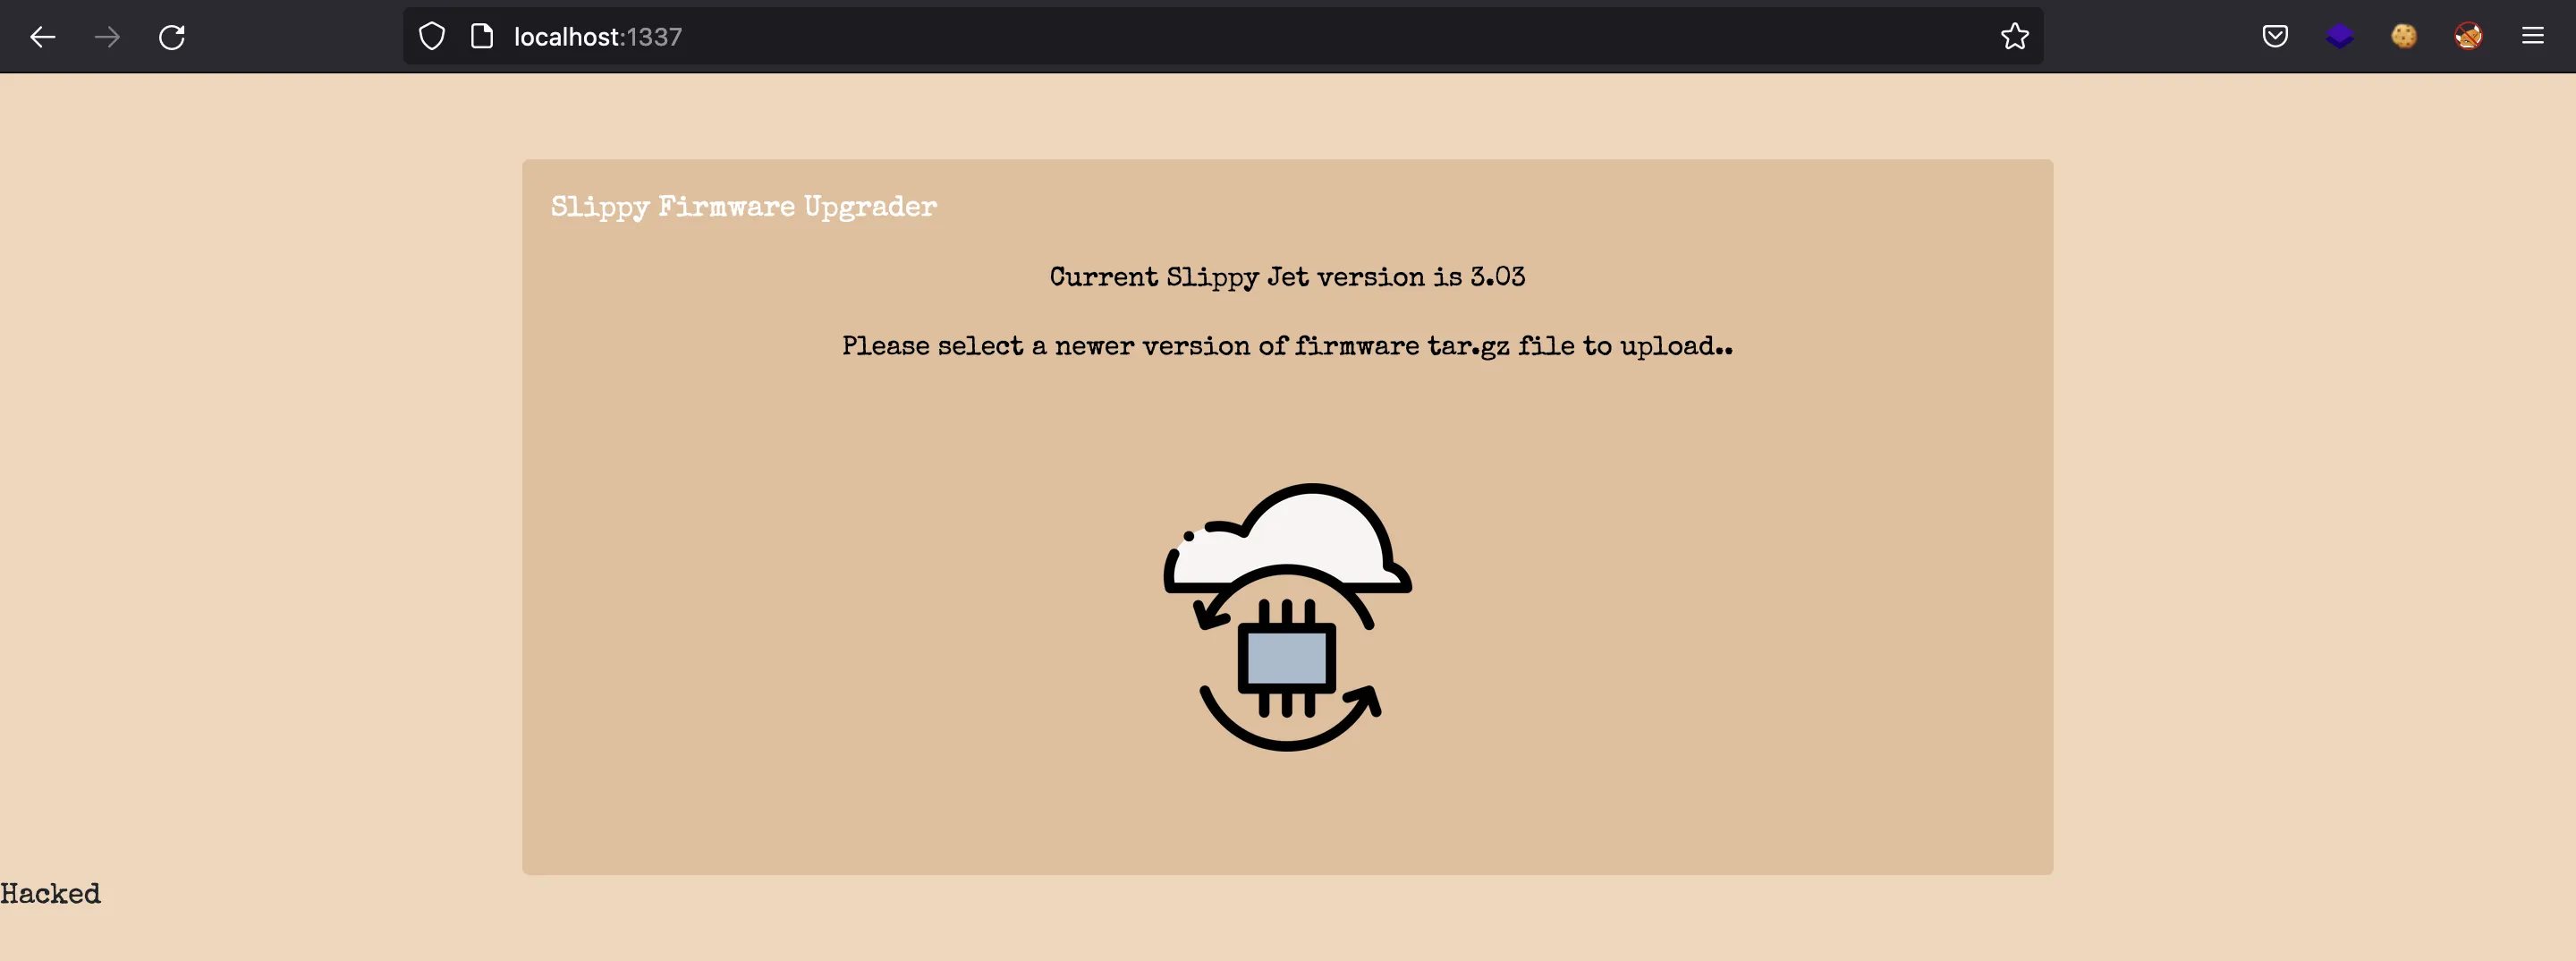 localhost:1337
Slippy Firmware Upgrader
Current Slippy Jet version is 3.03
Please select a newer version of firmware tar.gz file to upload..
Hacked